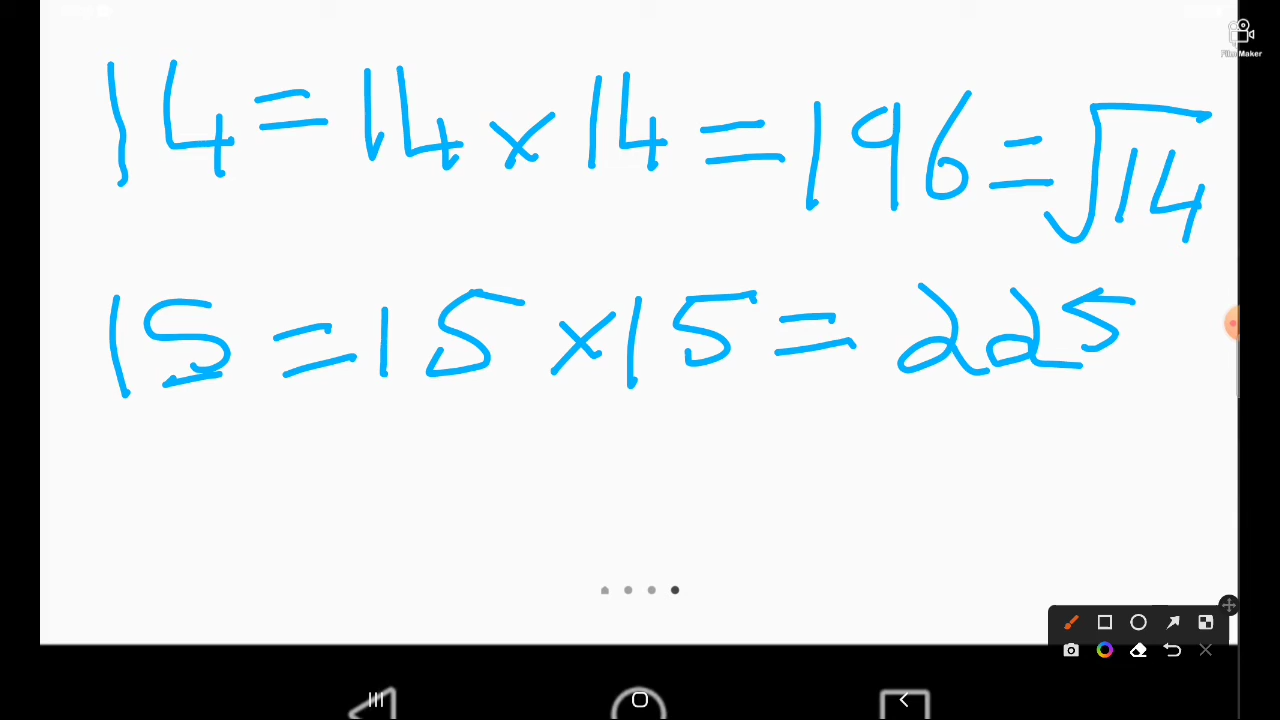 14 = 14 × 14 = 196 = √14
15 = 15 × 15 = 225